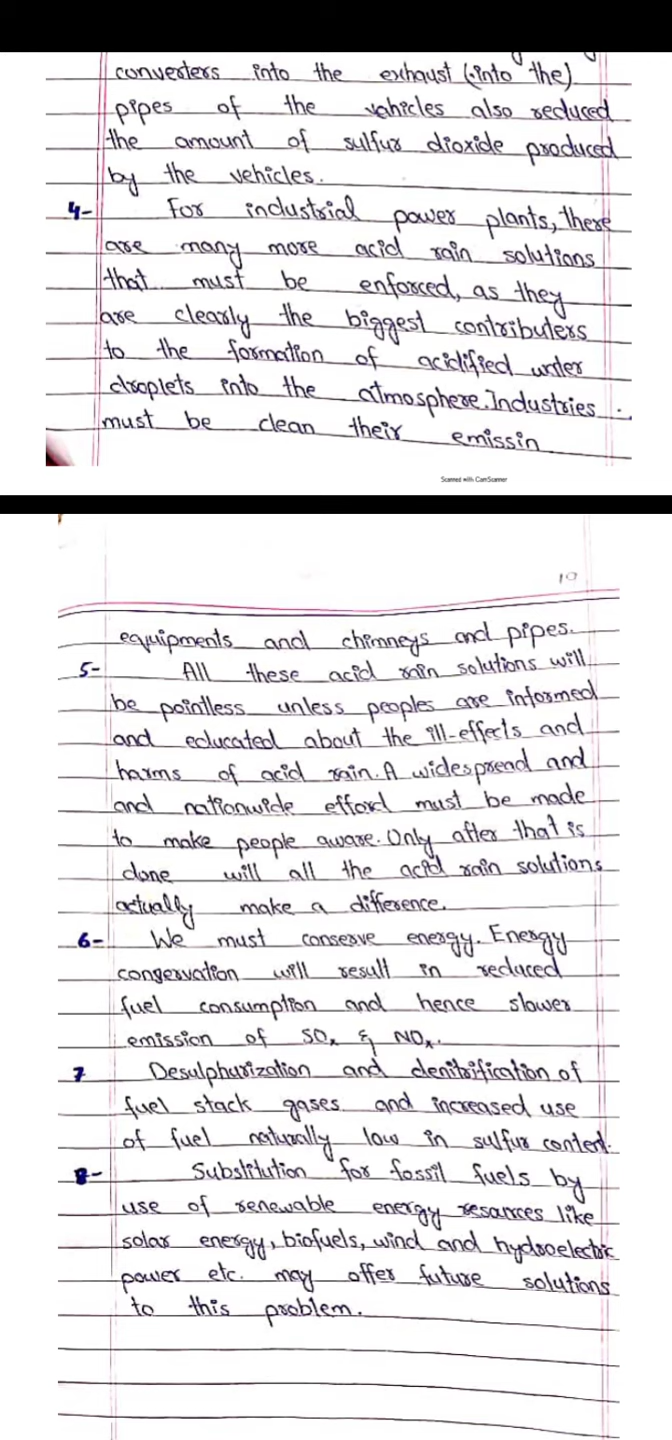 converters into the exhaust (into the)
pipes of the vehicles also reduced
the amount of sulfur dioxide produced
by the vehicles.
4- For industrial power plants, there
are many more acid rain solutions
that must be enforced, as they
are clearly the biggest contributers
to the formation of acidified water
droplets into the atmosphere. Industries
must be clean their emissin
Scanned with CamScanner
10
equipments and chimneys and pipes.
5- All these acid rain solutions will
be pointless unless peoples are informed
and educated about the ill-effects and
harms of acid rain. A widespread and
and nationwide efford must be made
to make people aware. Only after that is
done will all the acid rain solutions
actually make a difference.
6- We must conserve energy. Energy
congervation will result in reduced
fuel consumption and hence slower
emission of SOx & NOx.
7 Desulphurization and denitrification of
fuel stack gases and increased use
of fuel naturally low in sulfur content.
8- Substitution for fossil fuels by
use of renewable energy resarces like
solar energy, biofuels, wind and hydroelectric
power etc. may offer future solutions
to this problem.